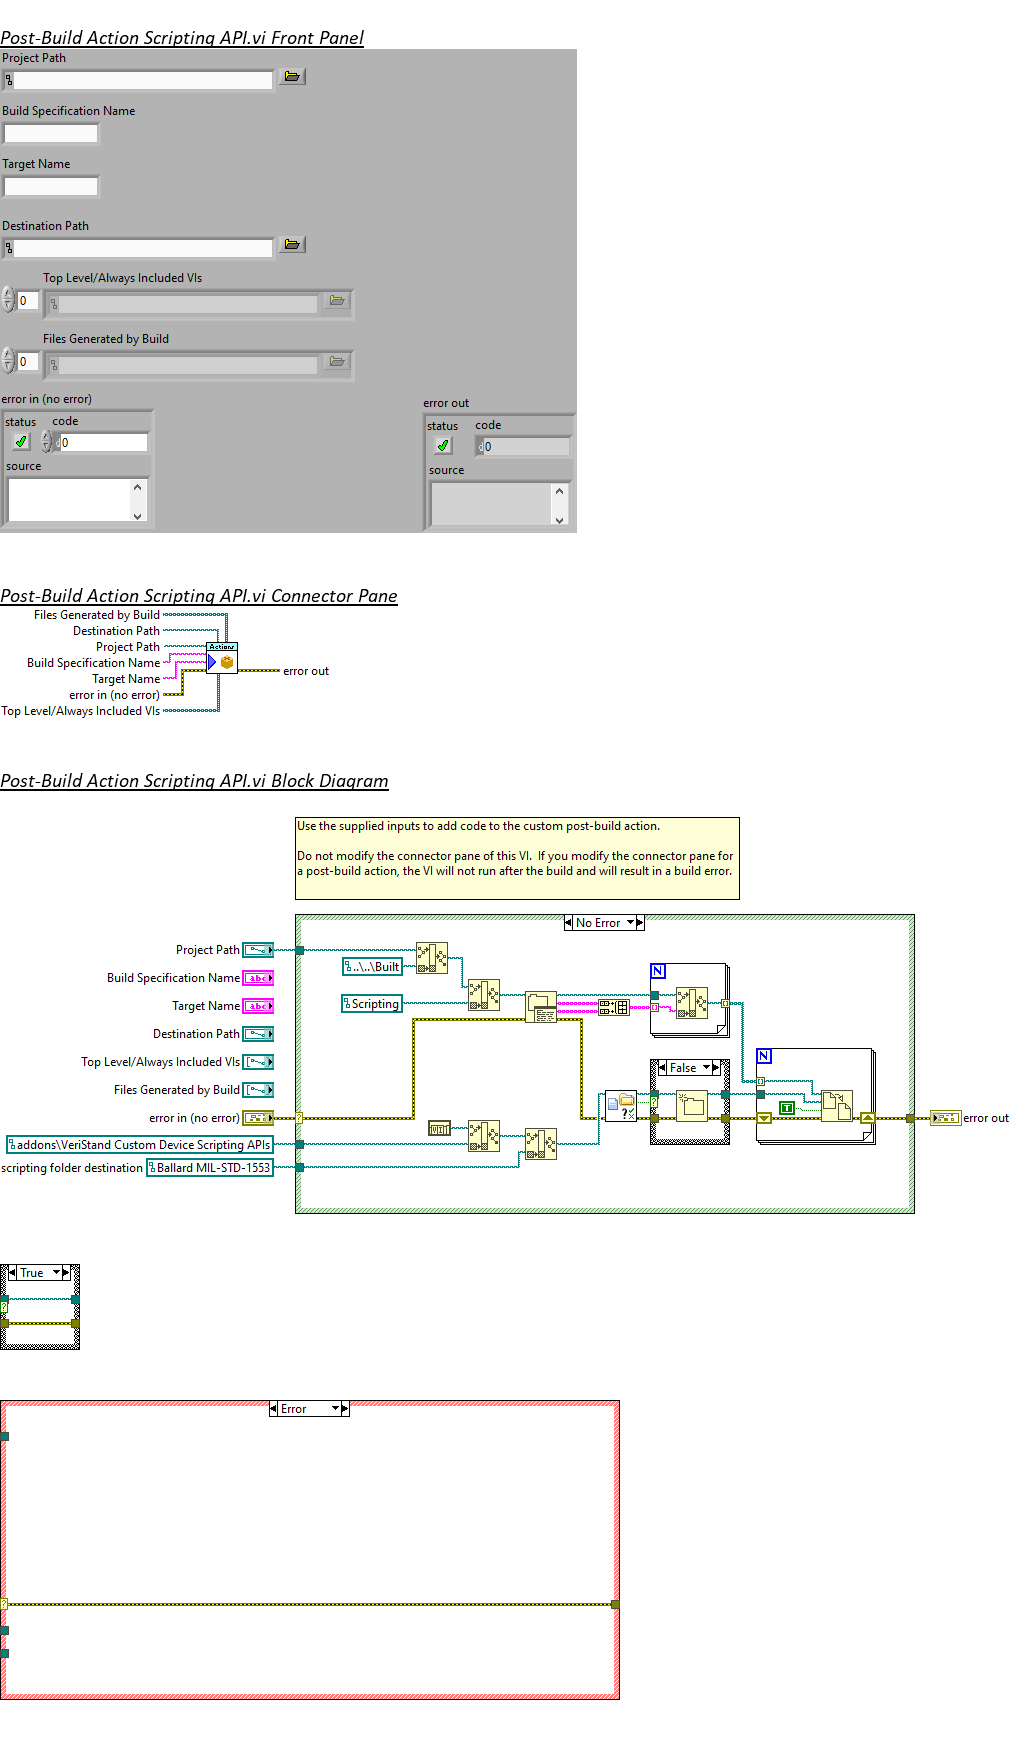 Post-Build Action Scripting API.vi Front Panel
Project Path
Build Specification Name
Target Name
Destination Path
Top Level/Always Included VIs
0
Files Generated by Build
0
error in (no error)
status code
0
source
error out
status code
0
source
Post-Build Action Scripting API.vi Connector Pane
Files Generated by Build
Destination Path
Project Path
Build Specification Name
Target Name
error in (no error)
Top Level/Always Included VIs
Actions
error out
Post-Build Action Scripting API.vi Block Diagram
Use the supplied inputs to add code to the custom post-build action.
Do not modify the connector pane of this VI. If you modify the connector pane for
a post-build action, the VI will not run after the build and will result in a build error.
No Error
Project Path
Build Specification Name
abc
Target Name
abc
Destination Path
Top Level/Always Included VIs
Files Generated by Build
error in (no error)
addons\VeriStand Custom Device Scripting APIs
scripting folder destination
Ballard MIL-STD-1553
..\..\Built
Scripting
N
False
N
T
?
error out
True
?
Error
?